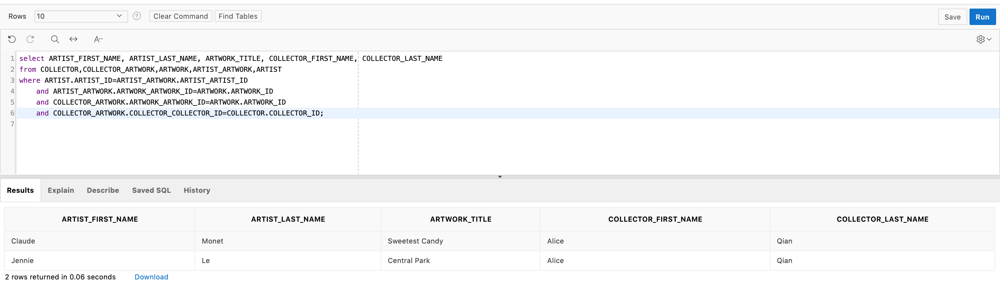 Rows 10 ? Clear Command Find Tables Save Run
A··
1 select ARTIST_FIRST_NAME, ARTIST_LAST_NAME, ARTWORK_TITLE, COLLECTOR_FIRST_NAME, COLLECTOR_LAST_NAME
2 from COLLECTOR,COLLECTOR_ARTWORK,ARTWORK,ARTIST_ARTWORK,ARTIST
3 where ARTIST.ARTIST_ID=ARTIST_ARTWORK.ARTIST_ARTIST_ID
4     and ARTIST_ARTWORK.ARTWORK_ARTWORK_ID=ARTWORK.ARTWORK_ID
5     and COLLECTOR_ARTWORK.ARTWORK_ARTWORK_ID=ARTWORK.ARTWORK_ID
6     and COLLECTOR_ARTWORK.COLLECTOR_COLLECTOR_ID=COLLECTOR.COLLECTOR_ID;
7
Results Explain Describe Saved SQL History
ARTIST_FIRST_NAME ARTIST_LAST_NAME ARTWORK_TITLE COLLECTOR_FIRST_NAME COLLECTOR_LAST_NAME
Claude Monet Sweetest Candy Alice Qian
Jennie Le Central Park Alice Qian
2 rows returned in 0.06 seconds Download